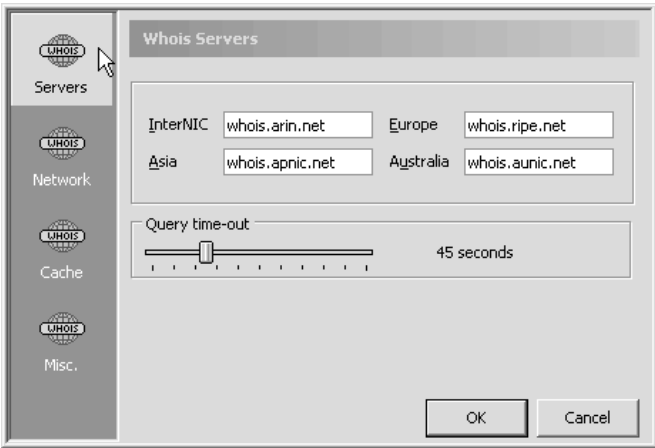 WHOIS
Servers
WHOIS
Network
WHOIS
Cache
WHOIS
Misc.
Whois Servers
InterNIC whois.arin.net Europe whois.ripe.net
Asia whois.apnic.net Australia whois.aunic.net
Query time-out
45 seconds
OK Cancel